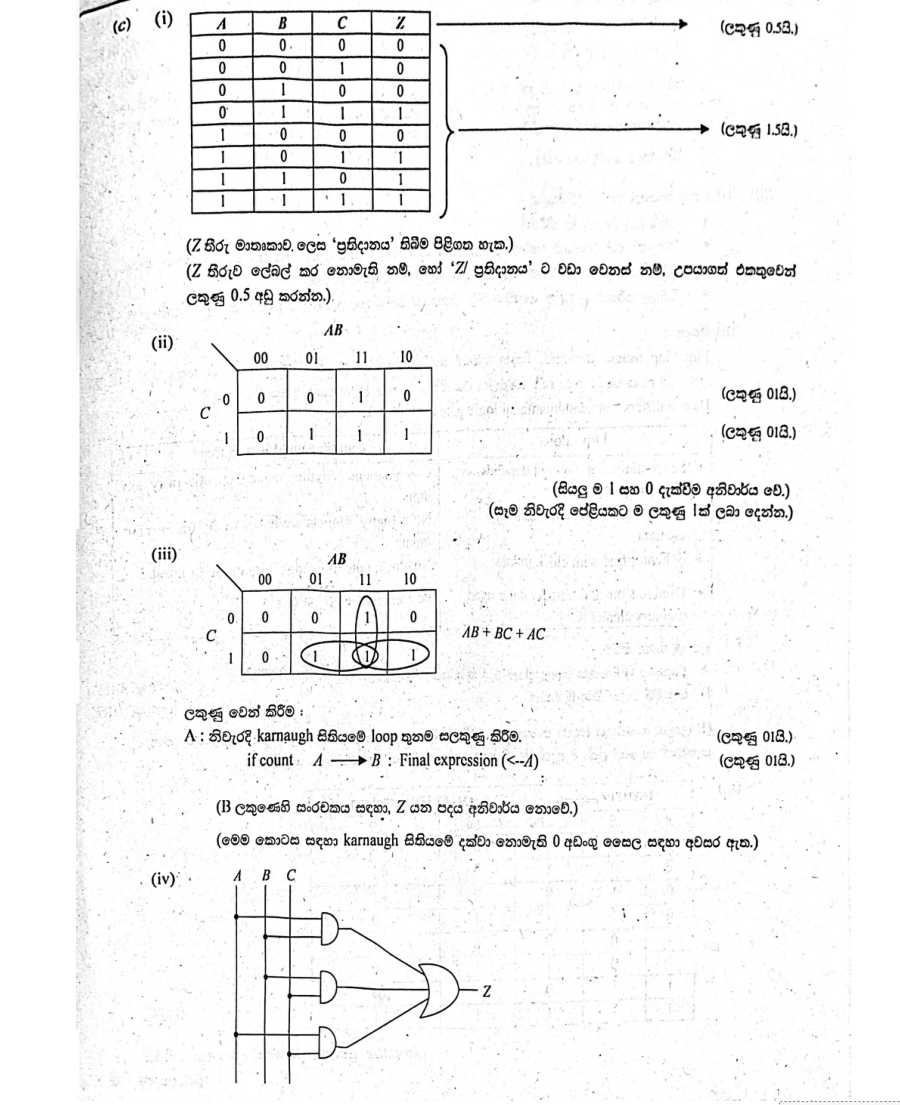 (c) (i)
A B C Z (ලකුණු 0.5යි.)
0 0 0 0
0 0 1 0
0 1 0 0
0 1 1 1
1 0 0 0 (ලකුණු 1.5යි.)
1 0 1 1
1 1 0 1
1 1 1 1
(Z තීරු මාතෘකාව ලෙස ‘ප්‍රතිදානය’ තිබීම පිළිගත හැක.)
(Z තීරුව ලේබල් කර නොමැති නම්, හෝ ‘Z/ ප්‍රතිදානය’ ට වඩා වෙනස් නම්, උපයාගත් එකතුවෙන්
ලකුණු 0.5 අඩු කරන්න.)
(ii) AB
00 01 11 10
C 0 0 0 1 0 (ලකුණු 01යි.)
1 0 1 1 1 (ලකුණු 01යි.)
(සියලු ම 1 සහ 0 දැක්වීම අනිවාර්ය වේ.)
(සෑම නිවැරදි පේළියකට ම ලකුණු 1ක් ලබා දෙන්න.)
(iii) AB
00 01 11 10
C 0 0 0 1 0
1 0 1 1 1
AB + BC + AC
ලකුණු වෙන් කිරීම :
A : නිවැරදි karnaugh සිතියමේ loop තුනම සලකුණු කිරීම. (ලකුණු 01යි.)
if count A → B : Final expression (<--A) (ලකුණු 01යි.)
(B ලකුණෙහි සංරචකය සඳහා, Z යන පදය අනිවාර්ය නොවේ.)
(මෙම කොටස සඳහා karnaugh සිතියමේ දක්වා නොමැති 0 අඩංගු සෛල සඳහා අවසර ඇත.)
(iv) A B C
Z